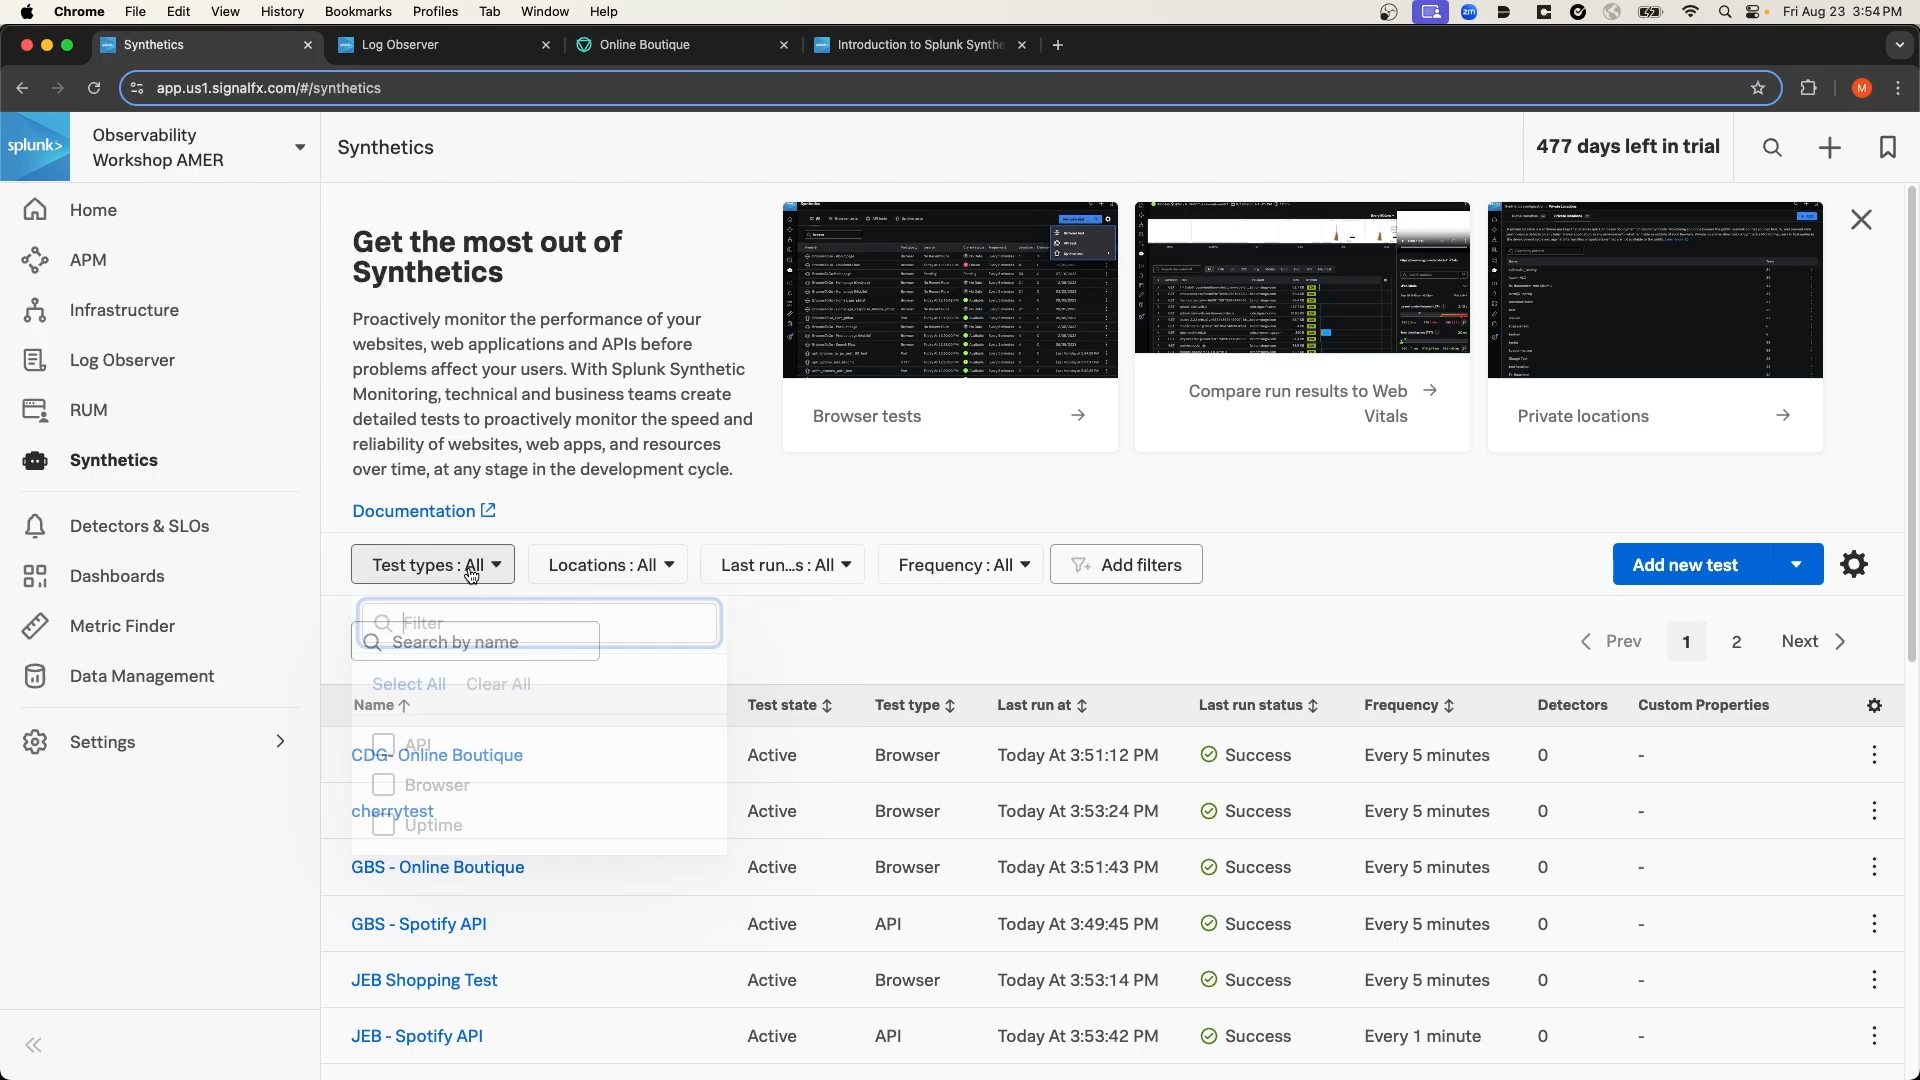 Chrome File Edit View History Bookmarks Profiles Tab Window Help
zm
Fri Aug 23 3:54 PM
Synthetics
Log Observer
Online Boutique
Introduction to Splunk Synthe
app.us1.signalfx.com/#/synthetics
M
splunk>
Observability
Workshop AMER
Synthetics
477 days left in trial
Home
APM
Infrastructure
Log Observer
RUM
Synthetics
Detectors & SLOs
Dashboards
Metric Finder
Data Management
Settings
Get the most out of
Synthetics
Proactively monitor the performance of your
websites, web applications and APIs before
problems affect your users. With Splunk Synthetic
Monitoring, technical and business teams create
detailed tests to proactively monitor the speed and
reliability of websites, web apps, and resources
over time, at any stage in the development cycle.
Documentation
Browser tests
Compare run results to Web
Vitals
Private locations
Test types : All
Locations : All
Last run...s : All
Frequency : All
Add filters
Add new test
Filter
Search by name
Select All Clear All
API
Browser
Uptime
Prev 1 2 Next
Name Test state Test type Last run at Last run status Frequency Detectors Custom Properties
CDG- Online Boutique Active Browser Today At 3:51:12 PM Success Every 5 minutes 0 -
cherrytest Active Browser Today At 3:53:24 PM Success Every 5 minutes 0 -
GBS - Online Boutique Active Browser Today At 3:51:43 PM Success Every 5 minutes 0 -
GBS - Spotify API Active API Today At 3:49:45 PM Success Every 5 minutes 0 -
JEB Shopping Test Active Browser Today At 3:53:14 PM Success Every 5 minutes 0 -
JEB - Spotify API Active API Today At 3:53:42 PM Success Every 1 minute 0 -